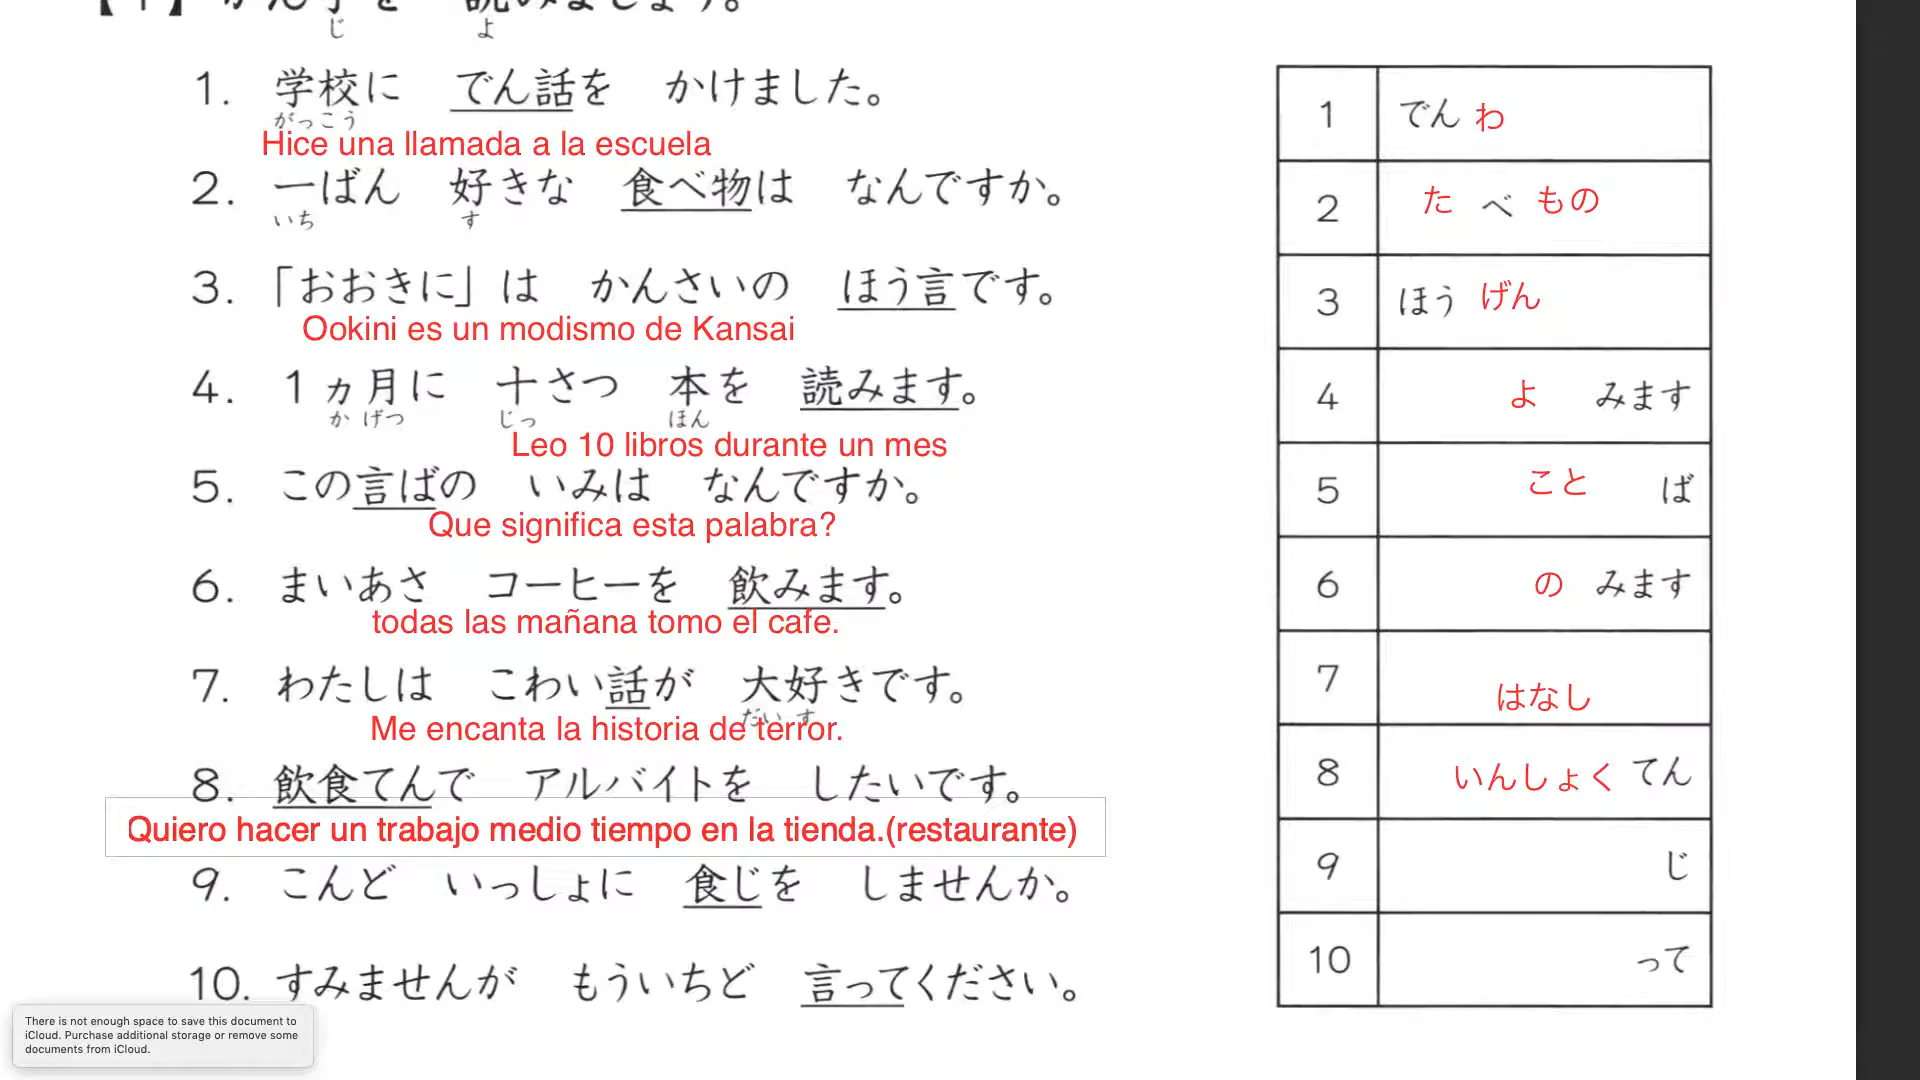 【1】かん字を 読みましょう。
じ よ
1. 学校に でん話を かけました。
がっこう
Hice una llamada a la escuela
2. 一ばん 好きな 食べ物は なんですか。
いち す
3. 「おおきに」は かんさいの ほう言です。
Ookini es un modismo de Kansai
4. 1ヵ月に 十さつ 本を 読みます。
か げつ じっ ほん
Leo 10 libros durante un mes
5. この言ばの いみは なんですか。
Que significa esta palabra?
6. まいあさ コーヒーを 飲みます。
todas las mañana tomo el cafe.
7. わたしは こわい話が 大好きです。
だい す
Me encanta la historia de terror.
8. 飲食てんで アルバイトを したいです。
Quiero hacer un trabajo medio tiempo en la tienda.(restaurante)
9. こんど いっしょに 食じを しませんか。
10. すみませんが もういちど 言ってください。
1 でん わ
2 た べ もの
3 ほう げん
4 よ みます
5 こと ば
6 の みます
7 はなし
8 いんしょく てん
9 じ
10 って
There is not enough space to save this document to
iCloud. Purchase additional storage or remove some
documents from iCloud.